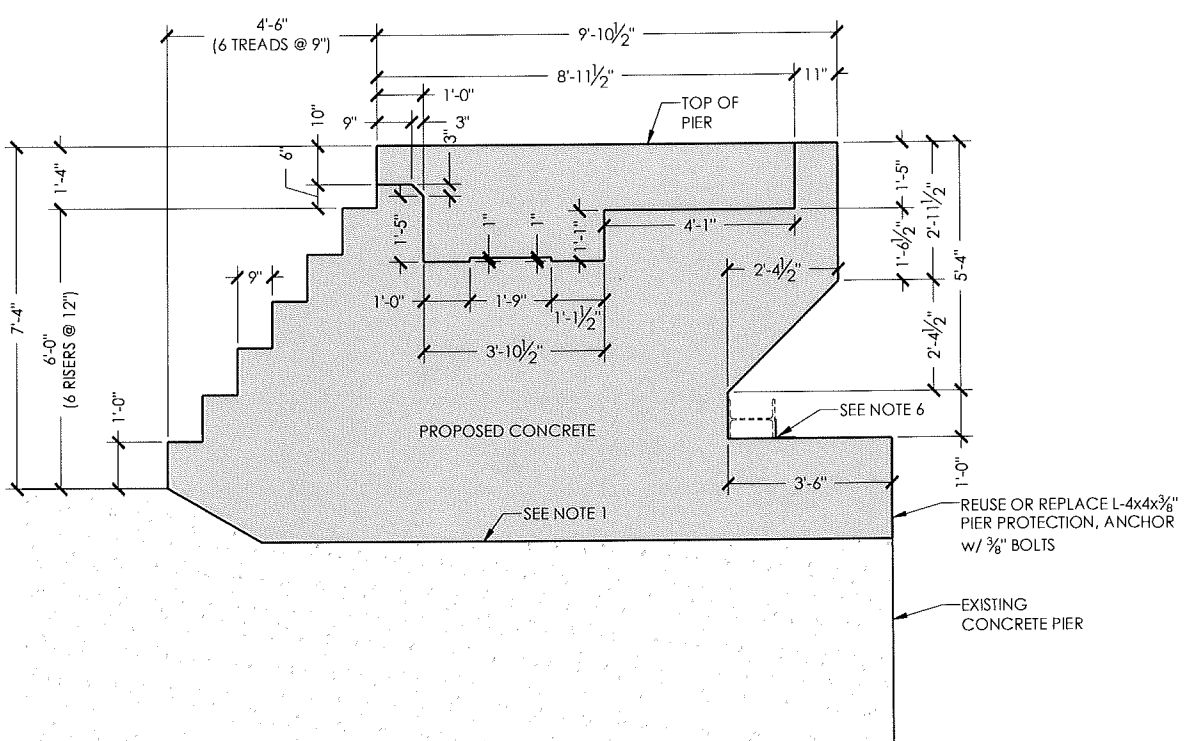 4'-6"
(6 TREADS @ 9")
9'-10½"
8'-11½"
11"
1'-0"
9"
3"
3"
10"
6"
TOP OF
PIER
1'-4"
7'-4"
6'-0"
(6 RISERS @ 12")
1'-0"
9"
1'-5"
1"
1"
1'-1"
4'-1"
1'-0"
1'-9"
1'-1½"
3'-10½"
2'-4½"
1'-5"
1'-6½"
2'-11½"
2'-4½"
5'-4"
1'-0"
PROPOSED CONCRETE
SEE NOTE 6
3'-6"
SEE NOTE 1
REUSE OR REPLACE L-4x4x⅜"
PIER PROTECTION, ANCHOR
w/ ⅜" BOLTS
EXISTING
CONCRETE PIER